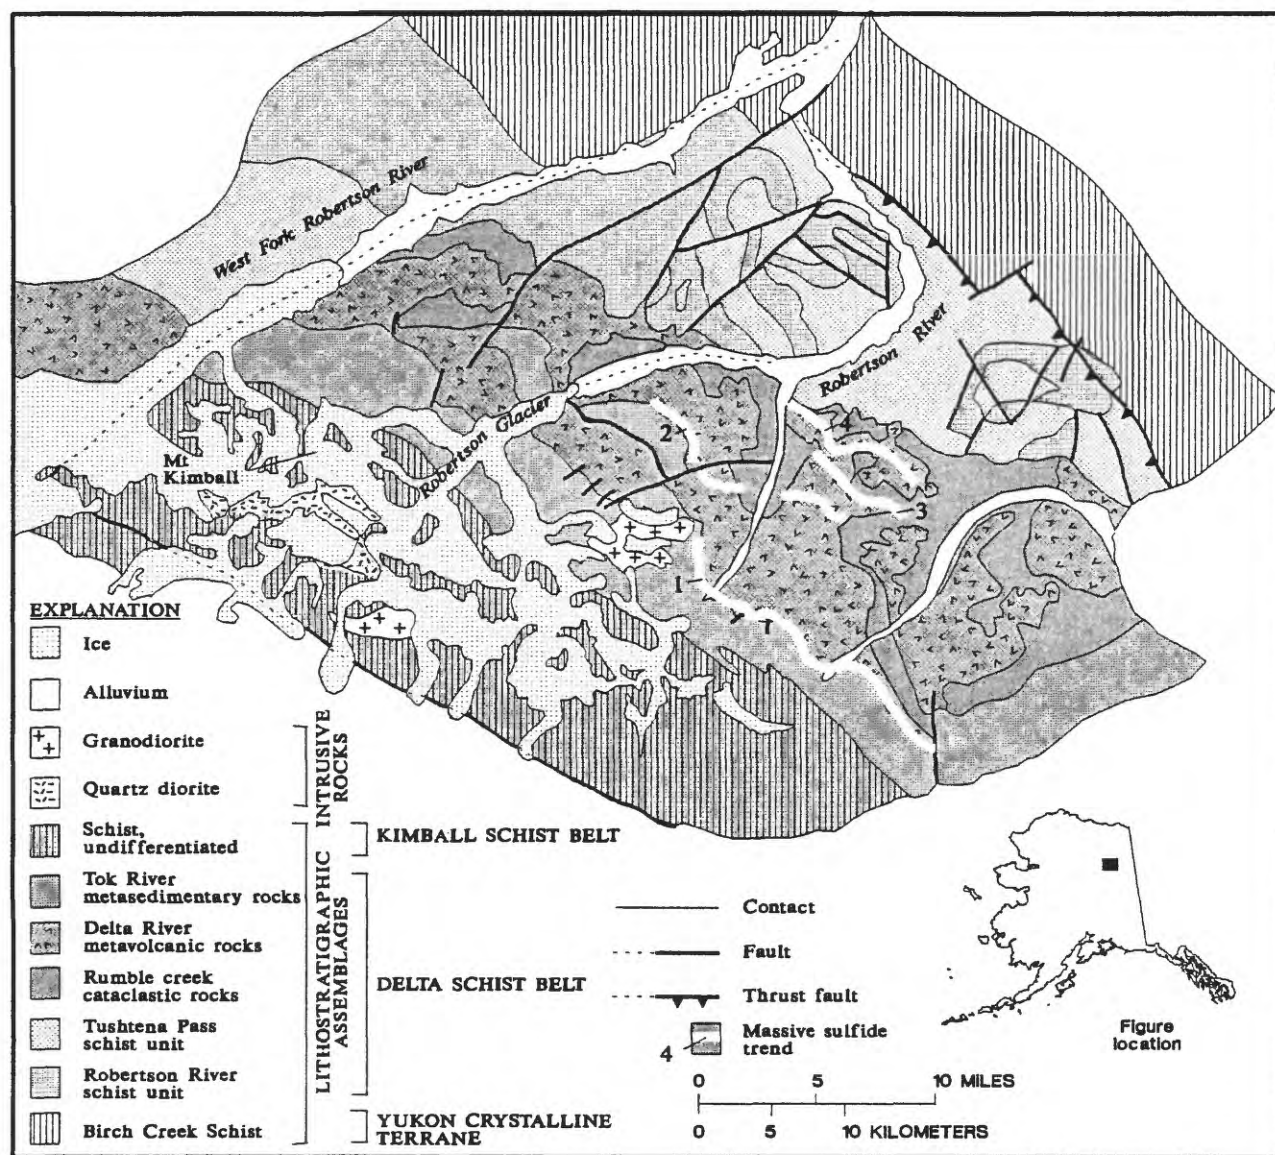 West Fork Robertson River
Robertson River
Robertson Glacier
Mt
Kimball
2
4
3
1
EXPLANATION
Ice
Alluvium
Granodiorite
Quartz diorite
INTRUSIVE
ROCKS
Schist,
undifferentiated
KIMBALL SCHIST BELT
Tok River
metasedimentary rocks
Delta River
metavolcanic rocks
Rumble creek
cataclastic rocks
Tushtena Pass
schist unit
Robertson River
schist unit
DELTA SCHIST BELT
Birch Creek Schist
YUKON CRYSTALLINE
TERRANE
LITHOSTRATIGRAPHIC
ASSEMBLAGES
Contact
Fault
Thrust fault
4
Massive sulfide
trend
0 5 10 MILES
0 5 10 KILOMETERS
Figure
location